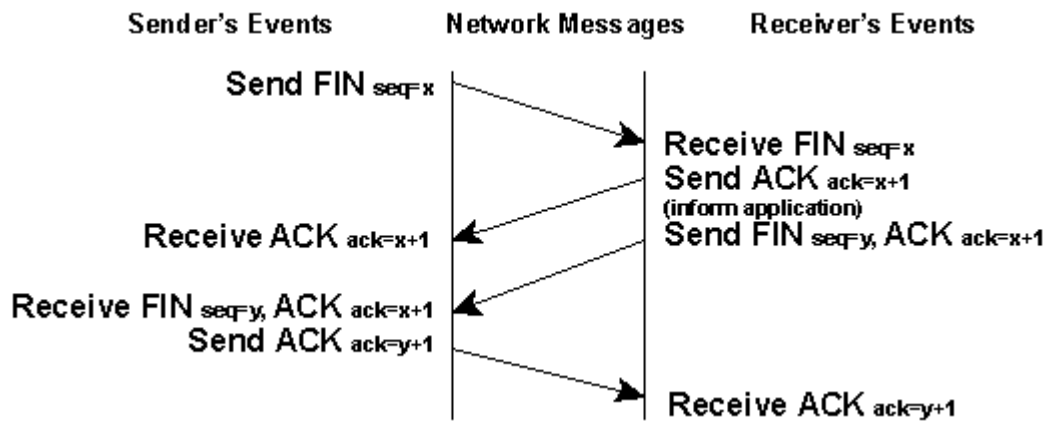 Sender's Events Network Messages Receiver's Events
Send FIN seq=x
Receive FIN seq=x
Send ACK ack=x+1
(inform application)
Receive ACK ack=x+1
Send FIN seq=y, ACK ack=x+1
Receive FIN seq=y, ACK ack=x+1
Send ACK ack=y+1
Receive ACK ack=y+1